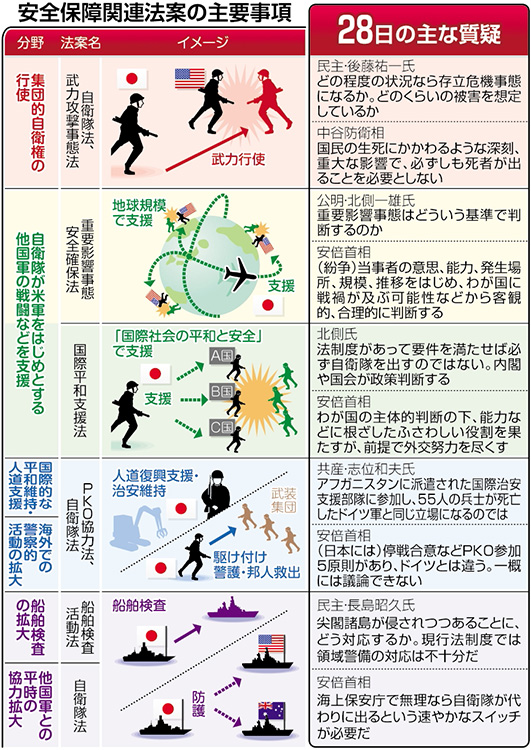 安全保障関連法案の主要事項
分野
法案名
イメージ
集団的自衛権の
行使
自衛隊法、
武力攻撃事態法
武力行使
自衛隊が米軍をはじめとする
他国軍の戦闘などを支援
重要影響事態
安全確保法
地球規模
で支援
支援
国際平和支援法
「国際社会の平和と安全」
で支援
支援
A国
B国
C国
国際的な
平和維持・
人道支援
海外での
警察的
活動の拡大
PKO協力法、
自衛隊法
人道復興支援・
治安維持
武装
集団
駆け付け
警護・邦人救出
船舶検査
の拡大
船舶検査
活動法
船舶検査
他国軍との
平時の
協力拡大
自衛隊法
防護
28日の主な質疑
民主・後藤祐一氏
どの程度の状況なら存立危機事態
になるか。どのくらいの被害を想定し
ているか
中谷防衛相
国民の生死にかかわるような深刻、
重大な影響で、必ずしも死者が出
ることを必要としない
公明・北側一雄氏
重要影響事態はどういう基準で判
断するのか
安倍首相
(紛争)当事者の意思、能力、発生場
所、規模、推移をはじめ、わが国に
戦禍が及ぶ可能性などから客観
的、合理的に判断する
北側氏
法制度があって要件を満たせば必
ず自衛隊を出すのではない。内閣
や国会が政策判断する
安倍首相
わが国の主体的判断の下、能力な
どに根ざしたふさわしい役割を果
たすが、前提で外交努力を尽くす
共産・志位和夫氏
アフガニスタンに派遣された国際治安
支援部隊に参加し、55人の兵士が死亡
したドイツ軍と同じ立場になるのでは
安倍首相
(日本には)停戦合意などPKO参加
5原則があり、ドイツとは違う。一概
には議論できない
民主・長島昭久氏
尖閣諸島が侵されつつあることに、
どう対応するか。現行法制度では
領域警備の対応は不十分だ
安倍首相
海上保安庁で無理なら自衛隊が代
わりに出るという速やかなスイッチ
が必要だ